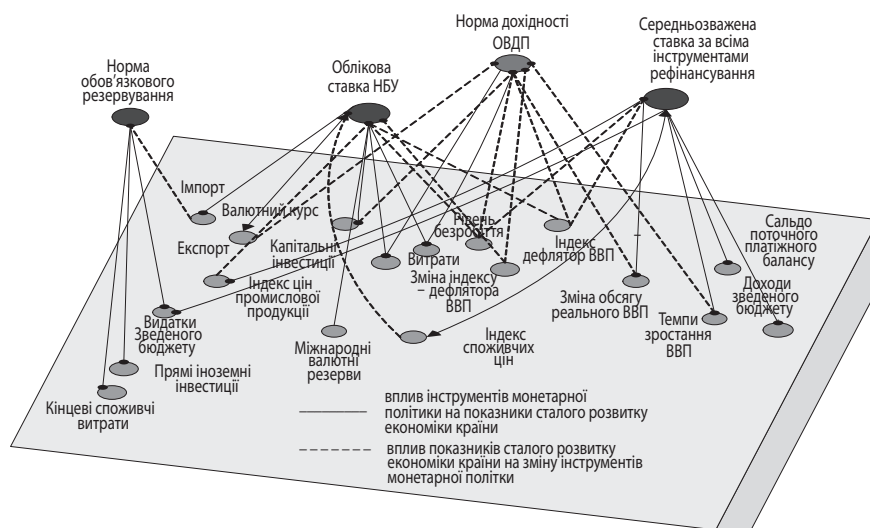 Норма дохідності
ОВДП
Середньозважена
ставка за всіма
інструментами
рефінансування
Норма
обов’язкового
резервування
Облікова
ставка НБУ
Імпорт
Валютний курс
Експорт
Капітальні
інвестиції
Рівень
безробіття
Витрати
Індекс
дефлятор ВВП
Сальдо
поточного
платіжного
балансу
Індекс цін
промислової
продукції
Зміна індексу
– дефлятора
ВВП
Зміна обсягу
реального ВВП
Доходи
зведеного
бюджету
Видатки
Зведеного
бюджету
Міжнародні
валютні
резерви
Індекс
споживчих
цін
Темпи
зростання
ВВП
Прямі іноземні
інвестиції
Кінцеві споживчі
витрати
вплив інструментів монетарної
політики на показники сталого розвитку
економіки країни
вплив показників сталого розвитку
економіки країни на зміну інструментів
монетарної політки